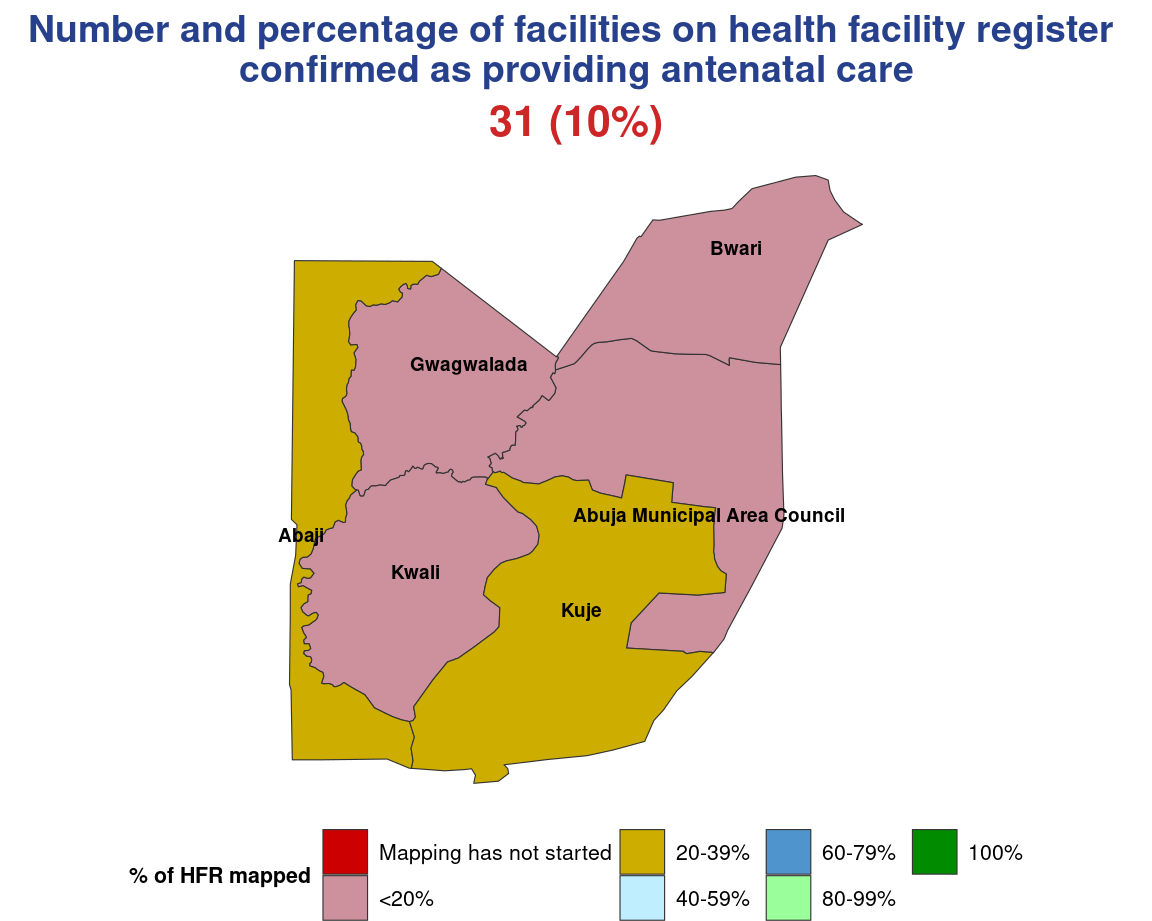 Number and percentage of facilities on health facility register
confirmed as providing antenatal care
31 (10%)
Bwari
Gwagwalada
Abuja Municipal Area Council
Abaji
Kwali
Kuje
% of HFR mapped
Mapping has not started
<20%
20-39%
40-59%
60-79%
80-99%
100%